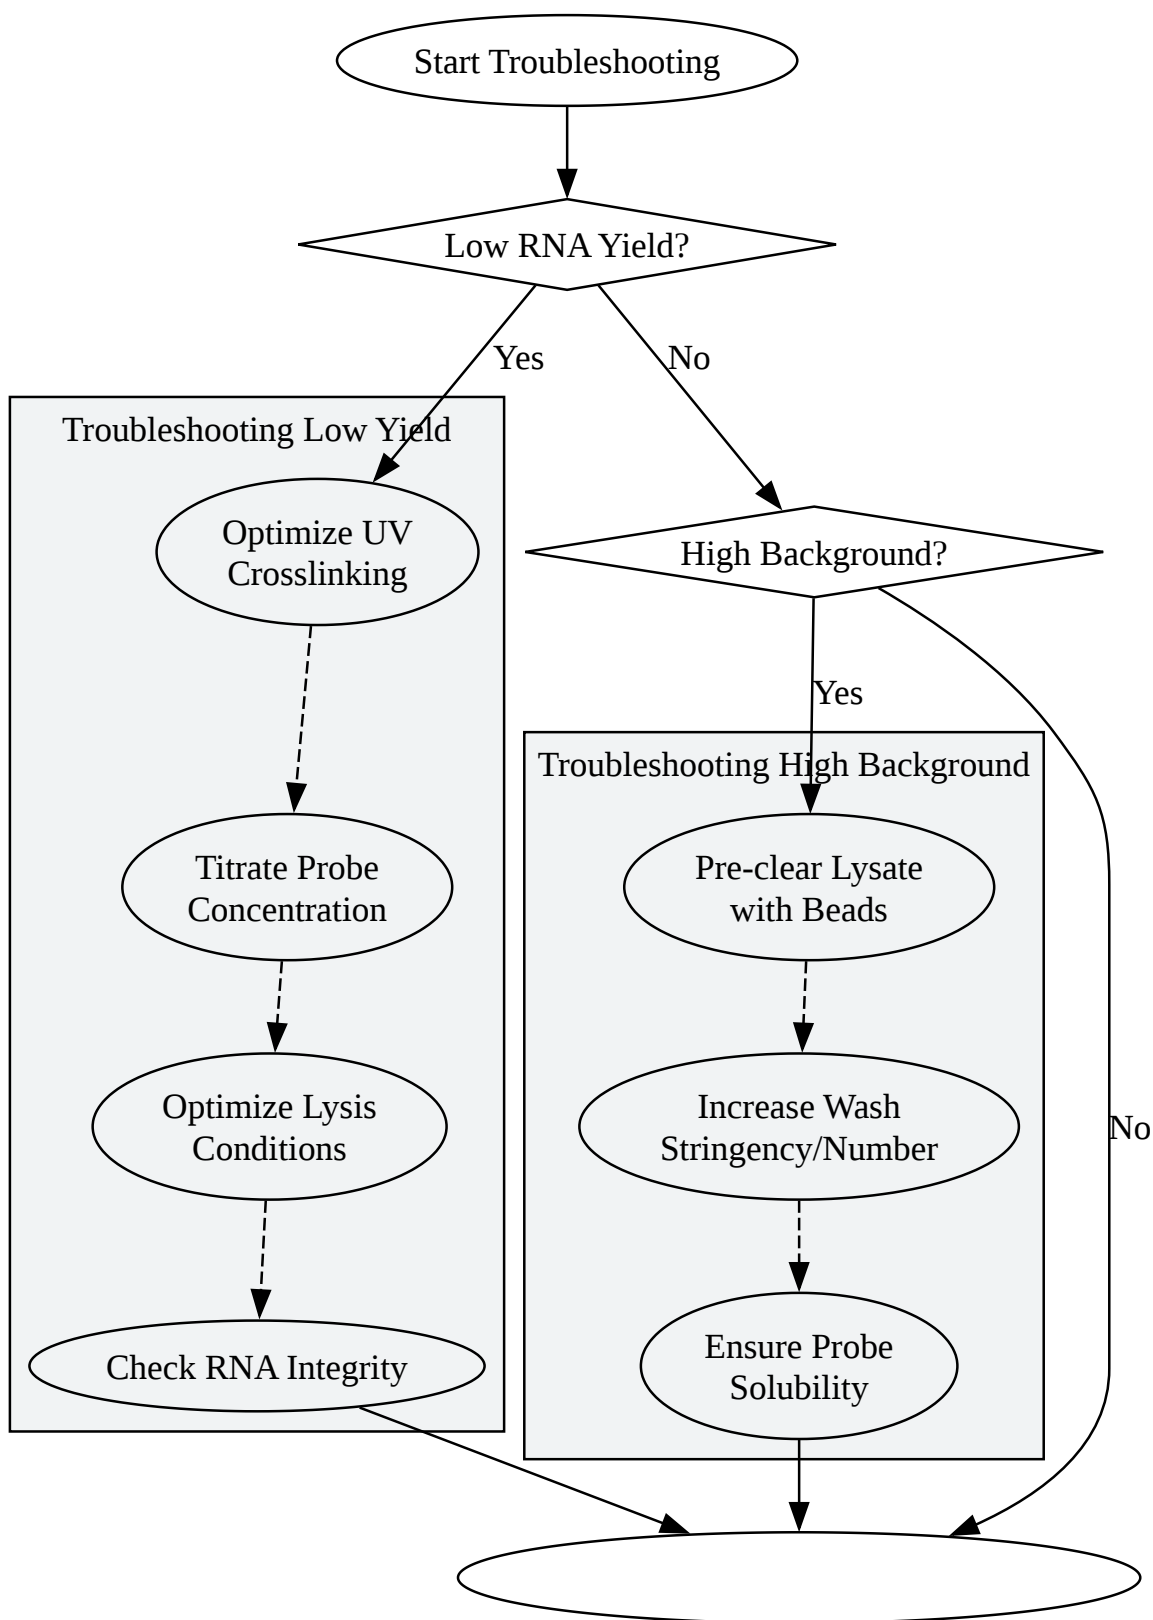 Start Troubleshooting
Low RNA Yield?
Yes
No
Troubleshooting Low Yield
Optimize UV
Crosslinking
High Background?
Yes
Troubleshooting High Background
Titrate Probe
Concentration
Pre-clear Lysate
with Beads
Optimize Lysis
Conditions
Increase Wash
Stringency/Number
No
Check RNA Integrity
Ensure Probe
Solubility